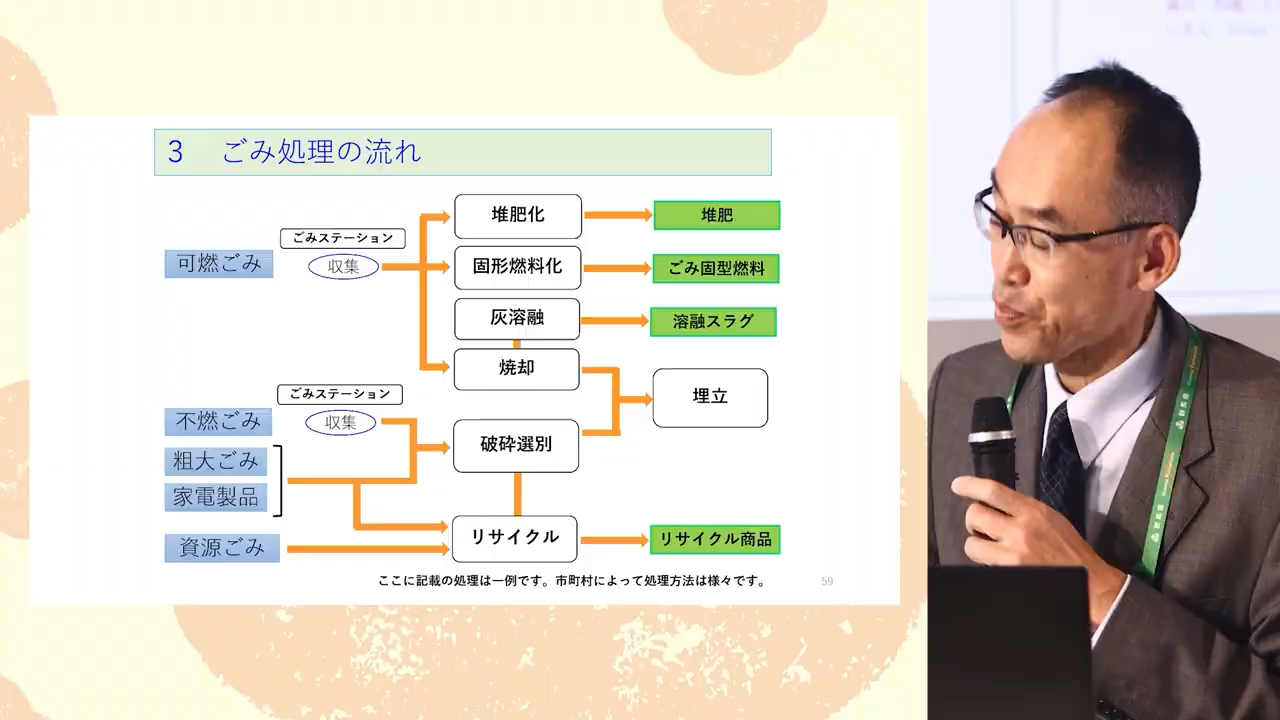 3 ごみ処理の流れ
堆肥化
堆肥
ごみステーション
可燃ごみ
収集
固形燃料化
ごみ固型燃料
灰溶融
溶融スラグ
焼却
ごみステーション
埋立
不燃ごみ
収集
破砕選別
粗大ごみ
家電製品
リサイクル
リサイクル商品
資源ごみ
ここに記載の処理は一例です。市町村によって処理方法は様々です。
59